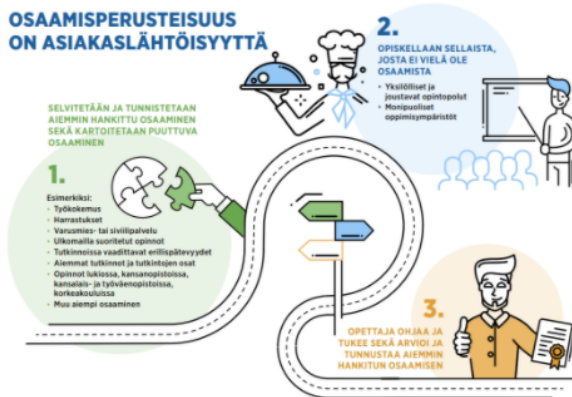 OSAAMISPERUSTEISUUS
ON ASIAKASLÄHTÖISYYTTÄ
SELVITETÄÄN JA TUNNISTETAAN
AIEMMIN HANKITTU OSAAMINEN
SEKÄ KARTOITETAAN PUUTTUVA
OSAAMINEN
1.
Esimerkiksi:
- Työkokemus
- Harrastukset
- Varusmies- tai siviilipalvelu
- Ulkomailla suoritetut opinnot
- Tutkinnoissa vaadittavat erillispätevyydet
- Aiemmat tutkinnot ja tutkintojen osat
- Opinnot lukiossa, kansanopistoissa,
kansalais- ja työväenopistoissa,
korkeakouluissa
- Muu aiempi osaaminen
2.
OPISKELLAAN SELLAISTA,
JOSTA EI VIELÄ OLE
OSAAMISTA
• Yksilölliset ja
joustavat opintopolut
• Monipuoliset
oppimisympäristöt
3.
OPETTAJA OHJAA JA
TUKEE SEKÄ ARVIOI JA
TUNNUSTAA AIEMMIN
HANKITUN OSAAMISEN